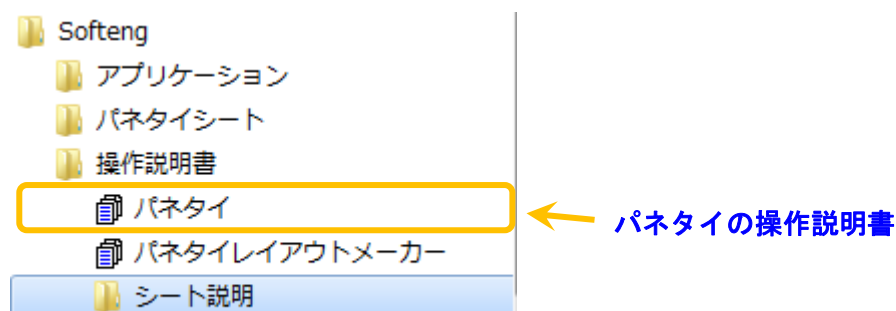 Softeng
アプリケーション
パネタイシート
操作説明書
パネタイ
パネタイの操作説明書
パネタイレイアウトメーカー
シート説明